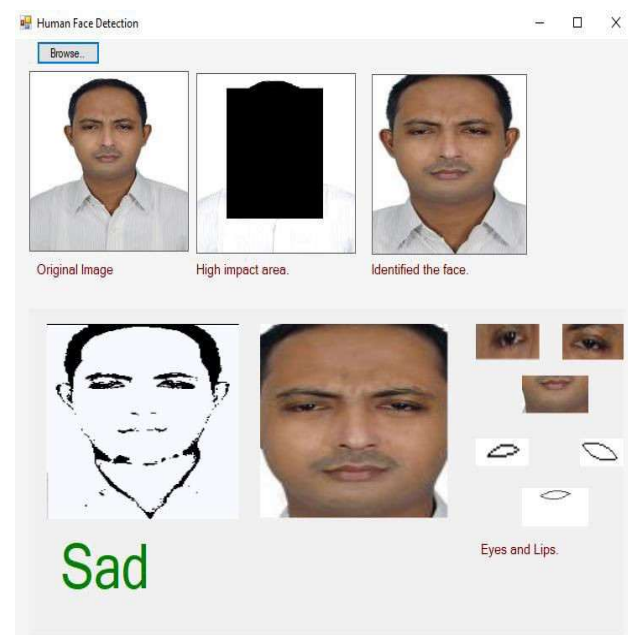 Human Face Detection
Browse..
Original Image
High impact area.
Identified the face.
Eyes and Lips.
Sad